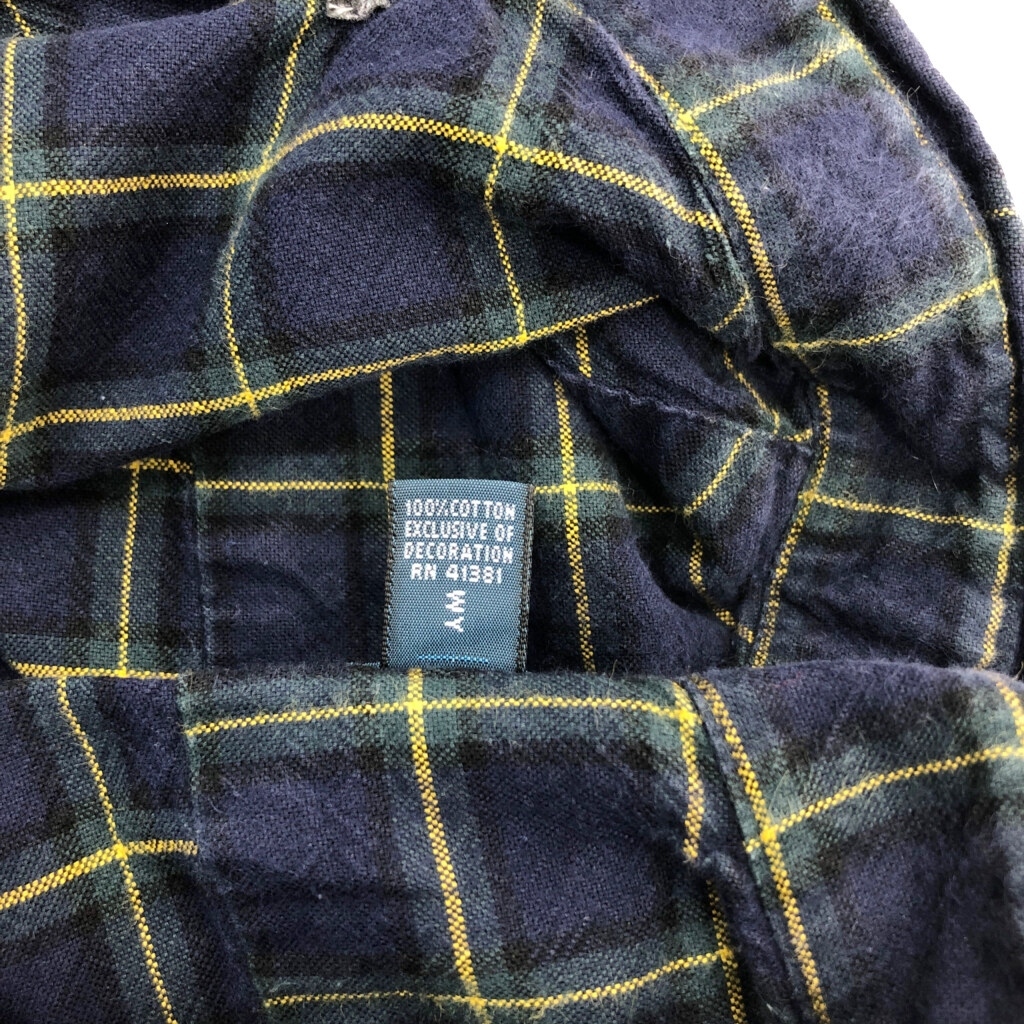 100%COTTON
EXCLUSIVE OF
DECORATION
RN 41381
WY